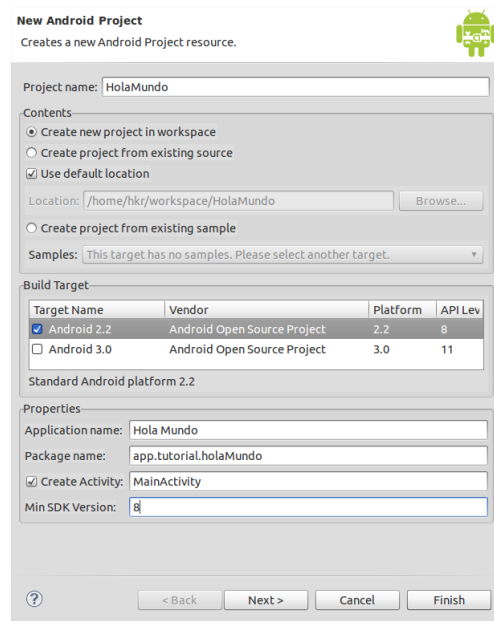 New Android Project
Creates a new Android Project resource.
Project name: HolaMundo
Contents
Create new project in workspace
Create project from existing source
Use default location
Location: /home/hkr/workspace/HolaMundo Browse...
Create project from existing sample
Samples: This target has no samples. Please select another target.
Build Target
Target Name Vendor Platform API Lev
Android 2.2 Android Open Source Project 2.2 8
Android 3.0 Android Open Source Project 3.0 11
Standard Android platform 2.2
Properties
Application name: Hola Mundo
Package name: app.tutorial.holaMundo
Create Activity: MainActivity
Min SDK Version: 8
? < Back Next > Cancel Finish